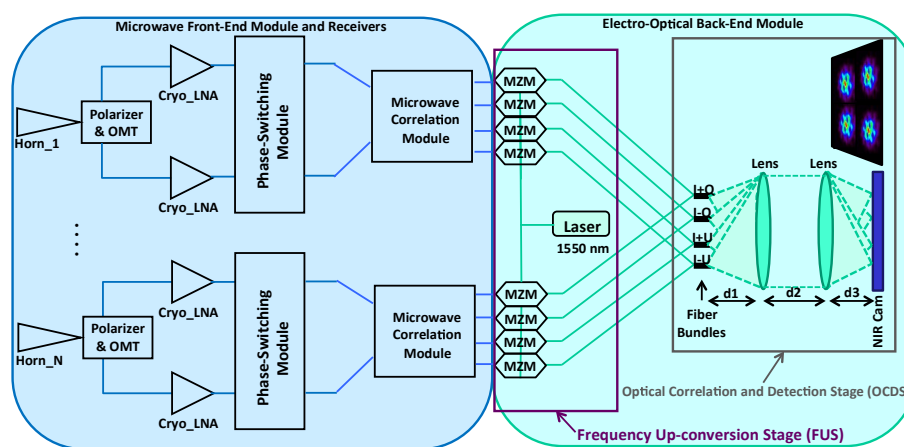 Microwave Front-End Module and Receivers
Electro-Optical Back-End Module
Cryo_LNA
Polarizer
& OMT
Horn_1
Cryo_LNA
Phase-Switching
Module
Microwave
Correlation
Module
MZM
MZM
MZM
MZM
Laser
1550 nm
Lens
Lens
I+Q
I-Q
I+U
I-U
d1
d2
d3
Fiber
Bundles
NIR Cam
Cryo_LNA
Polarizer
& OMT
Horn_N
Cryo_LNA
Phase-Switching
Module
Microwave
Correlation
Module
MZM
MZM
MZM
MZM
Optical Correlation and Detection Stage (OCDS
Frequency Up-conversion Stage (FUS)